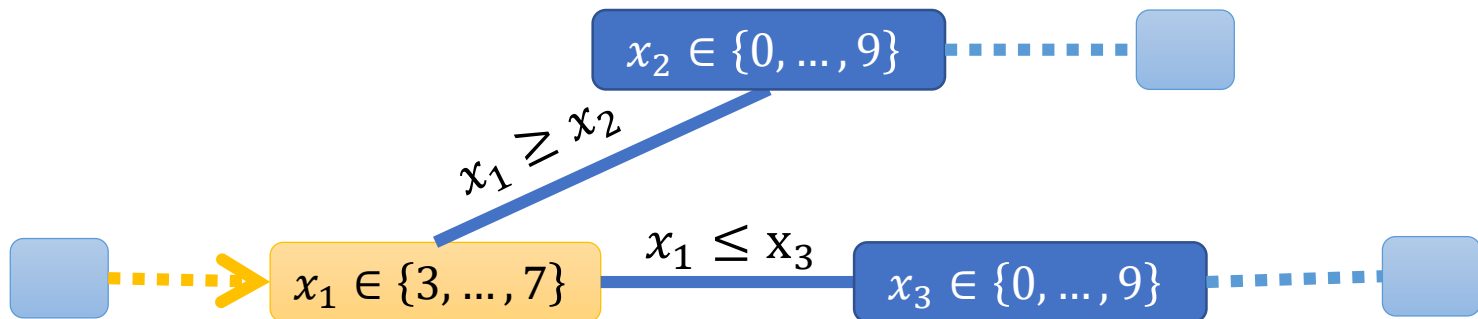 x₂ ∈ {0, … , 9}
x₁ ≥ x₂
x₁ ≤ x₃
x₁ ∈ {3, … , 7}
x₃ ∈ {0, … , 9}